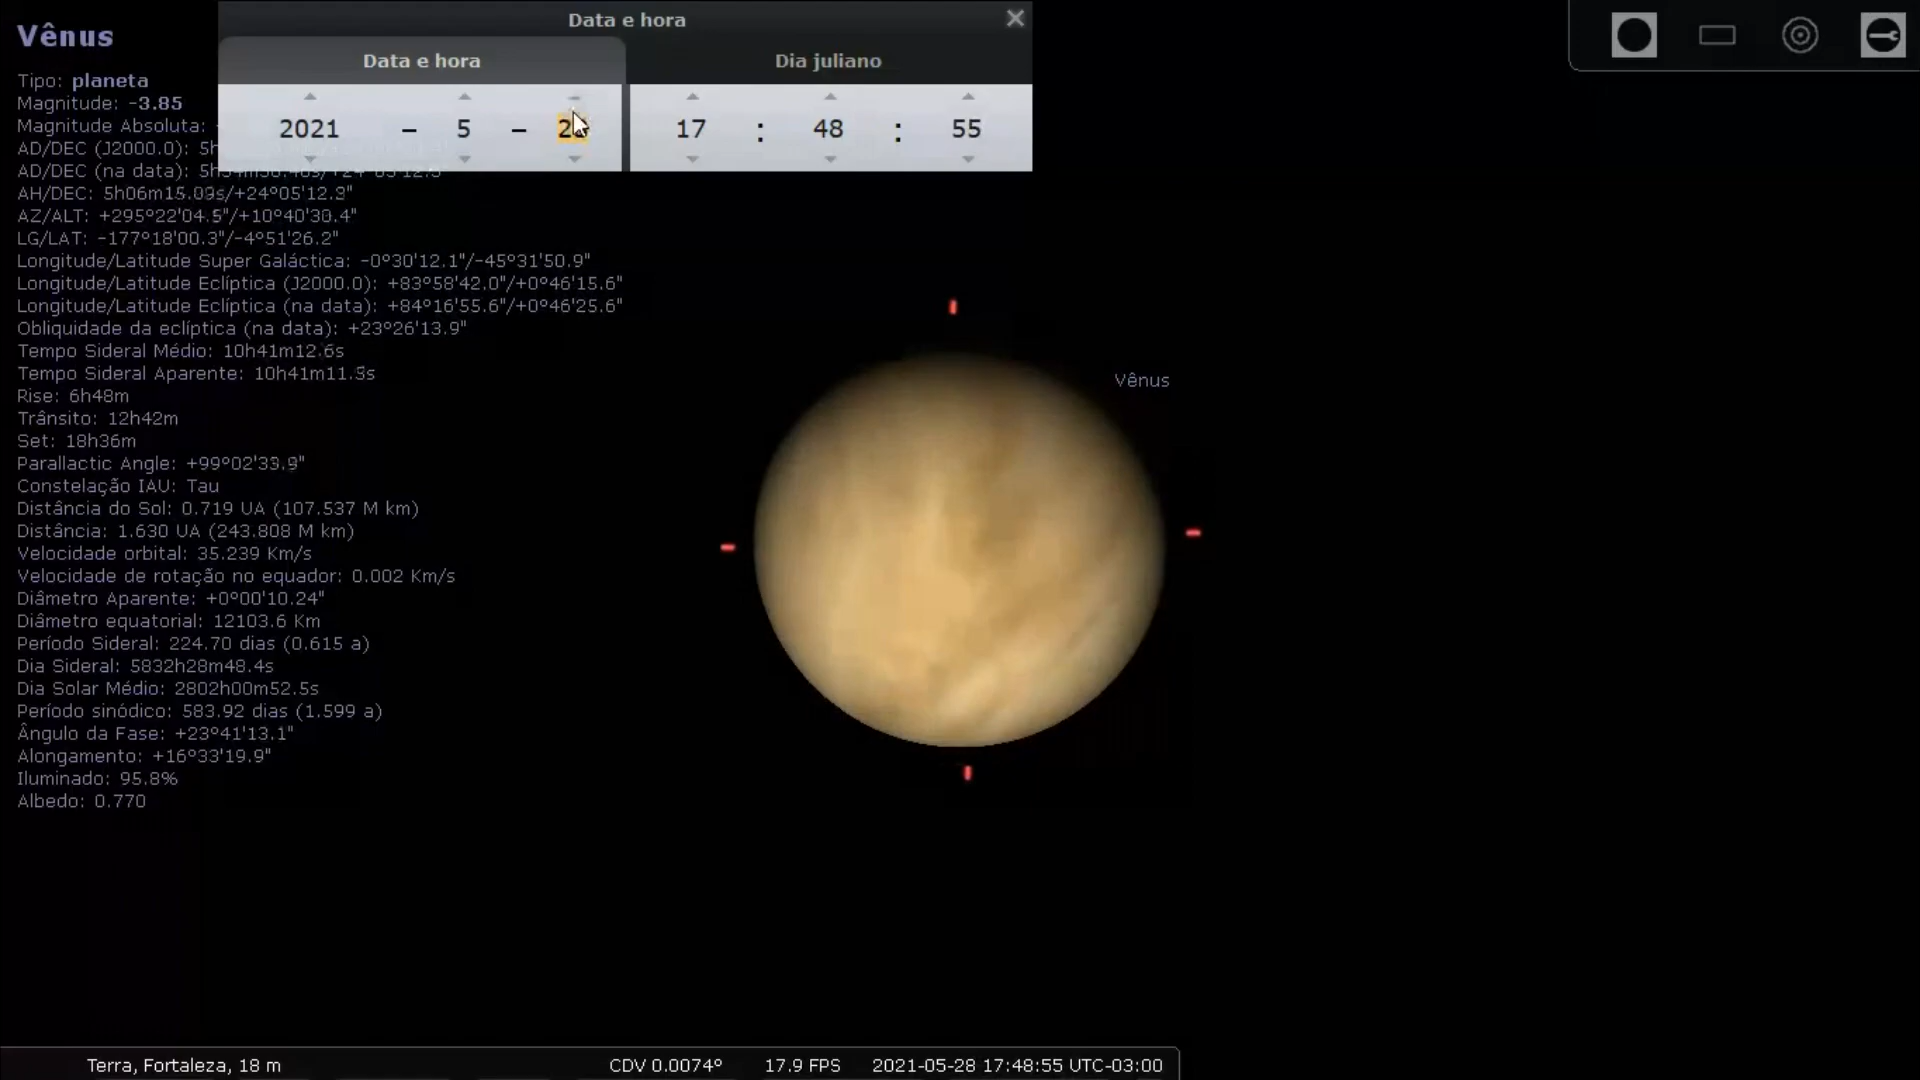 Vênus
Tipo: planeta
Magnitude: -3.85
Magnitude Absoluta:
AD/DEC (J2000.0): 5h
AD/DEC (na data):
AH/DEC: 5h06m15.09s/+24°05'12.3"
AZ/ALT: +295°22'04.5"/+10°40'30.4"
LG/LAT: -177°18'00.3"/-4°51'26.2"
Longitude/Latitude Super Galáctica: -0°30'12.1"/-45°31'50.9"
Longitude/Latitude Eclíptica (J2000.0): +83°58'42.0"/+0°46'15.6"
Longitude/Latitude Eclíptica (na data): +84°16'55.6"/+0°46'25.6"
Obliquidade da eclíptica (na data): +23°26'13.9"
Tempo Sideral Médio: 10h41m12.6s
Tempo Sideral Aparente: 10h41m11.5s
Rise: 6h48m
Trânsito: 12h42m
Set: 18h36m
Parallactic Angle: +99°02'33.9"
Constelação IAU: Tau
Distância do Sol: 0.719 UA (107.537 M km)
Distância: 1.630 UA (243.808 M km)
Velocidade orbital: 35.239 Km/s
Velocidade de rotação no equador: 0.002 Km/s
Diâmetro Aparente: +0°00'10.24"
Diâmetro equatorial: 12103.6 Km
Período Sideral: 224.70 dias (0.615 a)
Dia Sideral: 5832h28m48.4s
Dia Solar Médio: 2802h00m52.5s
Período sinódico: 583.92 dias (1.599 a)
Ângulo da Fase: +23°41'13.1"
Alongamento: +16°33'19.9"
Iluminado: 95.8%
Albedo: 0.770
Data e hora
Data e hora
Dia juliano
2021 - 5 -
17 : 48 : 55
Vênus
Terra, Fortaleza, 18 m
CDV 0.0074°
17.9 FPS
2021-05-28 17:48:55 UTC-03:00